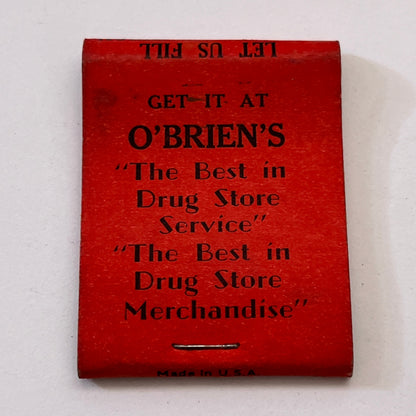 LET US FILL
GET IT AT
O'BRIEN'S
"The Best in
Drug Store
Service"
"The Best in
Drug Store
Merchandise"
Made in U.S.A.